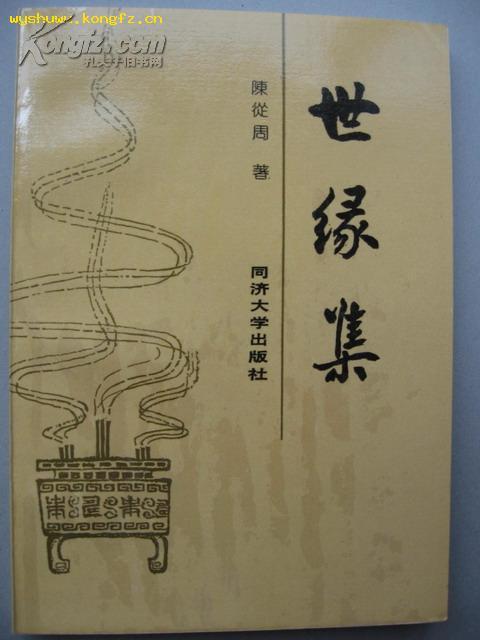 wyshuwu.kongfz.cn
Kongfz.com
孔夫子旧书网
世缘集
陳從周 著
同济大学出版社